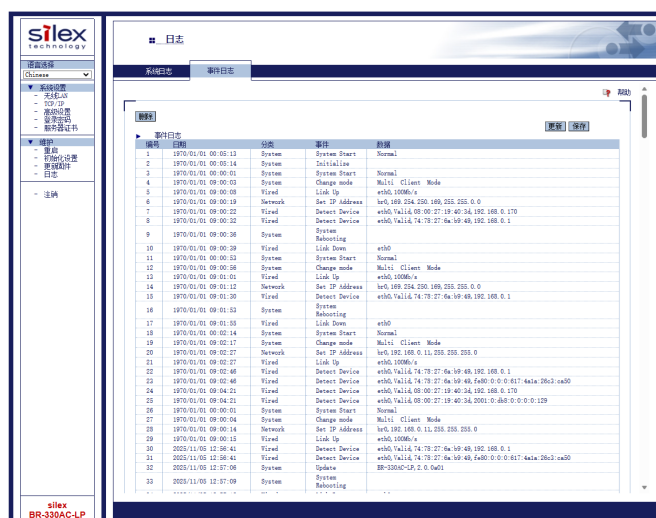 silex
technology
日志
语言选择
Chinese
系统日志 事件日志
▼ 系统设置
- 无线LAN
- TCP/IP
- 高级设置
- 登录密码
- 服务器证书
▼ 维护
- 重启
- 初始化设置
- 更新固件
- 日志
- 注销
帮助
删除
更新 保存
事件日志
编号 日期 分类 事件 数据
1 1970/01/01 00:05:13 System System Start Normal
2 1970/01/01 00:05:14 System Initialize
3 1970/01/01 00:00:01 System System Start Normal
4 1970/01/01 09:00:03 System Change mode Multi Client Mode
5 1970/01/01 09:00:08 Wired Link Up eth0,100Mb/s
6 1970/01/01 09:00:19 Network Set IP Address br0,169.254.250.169,255.255.0.0
7 1970/01/01 09:00:22 Wired Detect Device eth0,Valid,08:00:27:19:40:3d,192.168.0.170
8 1970/01/01 09:00:32 Wired Detect Device eth0,Valid,74:78:27:6a:b9:49,192.168.0.1
9 1970/01/01 09:00:36 System System Rebooting
10 1970/01/01 09:00:39 Wired Link Down eth0
11 1970/01/01 00:00:53 System System Start Normal
12 1970/01/01 09:00:56 System Change mode Multi Client Mode
13 1970/01/01 09:01:01 Wired Link Up eth0,100Mb/s
14 1970/01/01 09:01:12 Network Set IP Address br0,169.254.250.169,255.255.0.0
15 1970/01/01 09:01:30 Wired Detect Device eth0,Valid,74:78:27:6a:b9:49,192.168.0.1
16 1970/01/01 09:01:53 System System Rebooting
17 1970/01/01 09:01:55 Wired Link Down eth0
18 1970/01/01 00:02:14 System System Start Normal
19 1970/01/01 09:02:17 System Change mode Multi Client Mode
20 1970/01/01 09:02:27 Network Set IP Address br0,192.168.0.11,255.255.255.0
21 1970/01/01 09:02:27 Wired Link Up eth0,100Mb/s
22 1970/01/01 09:02:46 Wired Detect Device eth0,Valid,74:78:27:6a:b9:49,192.168.0.1
23 1970/01/01 09:02:46 Wired Detect Device eth0,Valid,74:78:27:6a:b9:49,fe80:0:0:0:617:4a1a:26c3:ca50
24 1970/01/01 09:04:21 Wired Detect Device eth0,Valid,08:00:27:19:40:3d,192.168.0.170
25 1970/01/01 09:04:21 Wired Detect Device eth0,Valid,08:00:27:19:40:3d,2001:0:db8:0:0:0:0:129
26 1970/01/01 00:00:01 System System Start Normal
27 1970/01/01 09:00:04 System Change mode Multi Client Mode
28 1970/01/01 09:00:14 Network Set IP Address br0,192.168.0.11,255.255.255.0
29 1970/01/01 09:00:15 Wired Link Up eth0,100Mb/s
30 2025/11/05 12:56:41 Wired Detect Device eth0,Valid,74:78:27:6a:b9:49,192.168.0.1
31 2025/11/05 12:56:41 Wired Detect Device eth0,Valid,74:78:27:6a:b9:49,fe80:0:0:0:617:4a1a:26c3:ca50
32 2025/11/05 12:57:06 System Update BR-330AC-LP,2.0.0a01
33 2025/11/05 12:57:09 System System Rebooting
silex
BR-330AC-LP